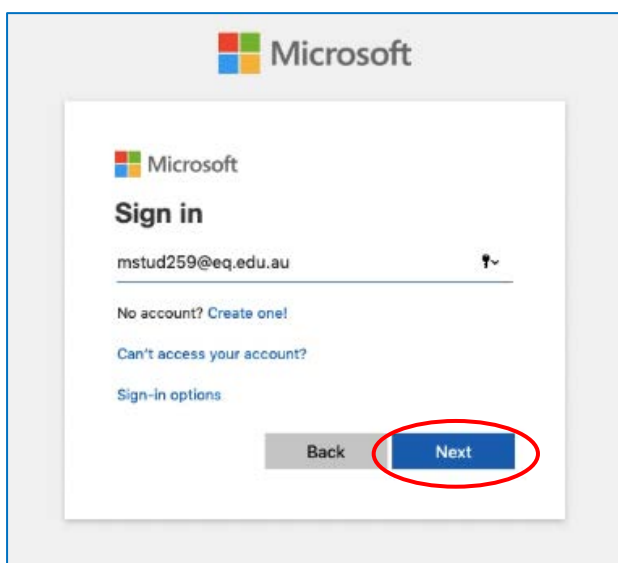 Microsoft
Microsoft
Sign in
mstud259@eq.edu.au
No account? Create one!
Can't access your account?
Sign-in options
Back Next